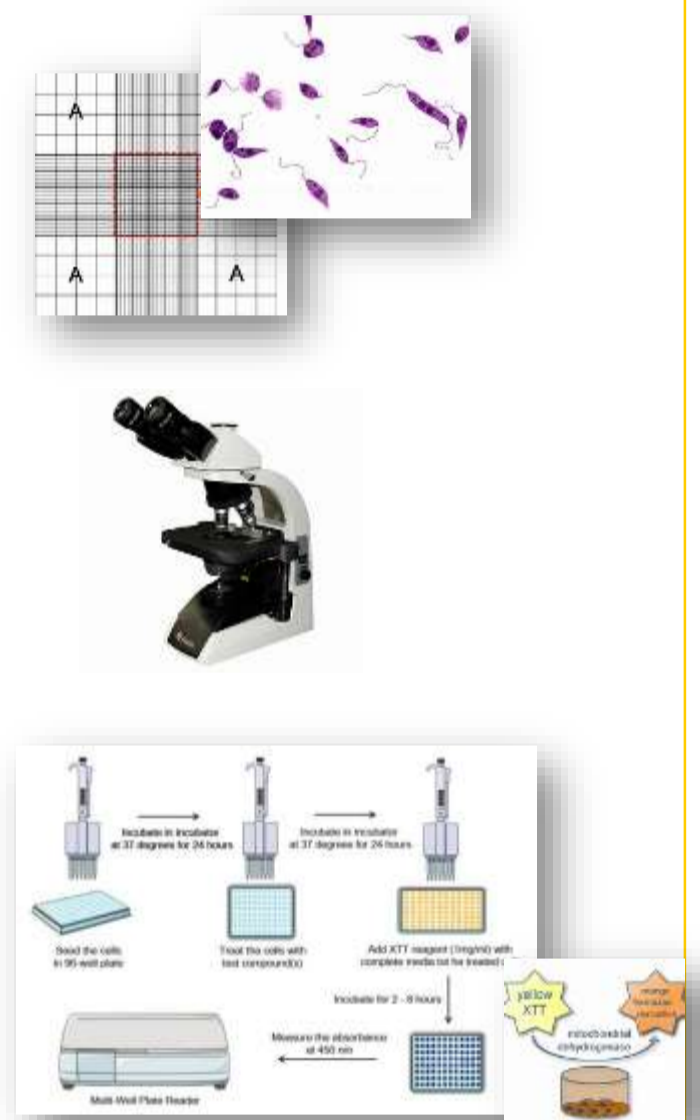 A
A
A
Incubate in incubator
at 37 degrees for 24 hours
Incubate in incubator
at 37 degrees for 24 hours
Seed the cells
in 96-well plate
Treat the cells with
test compound(s)
Add XTT reagent (1mg/ml) with
complete media to the treated
Incubate for 2 - 8 hours
Measure the absorbance
at 450 nm
Multi-Well Plate Reader
yellow
XTT
orange
mitochondrial
dehydrogenase